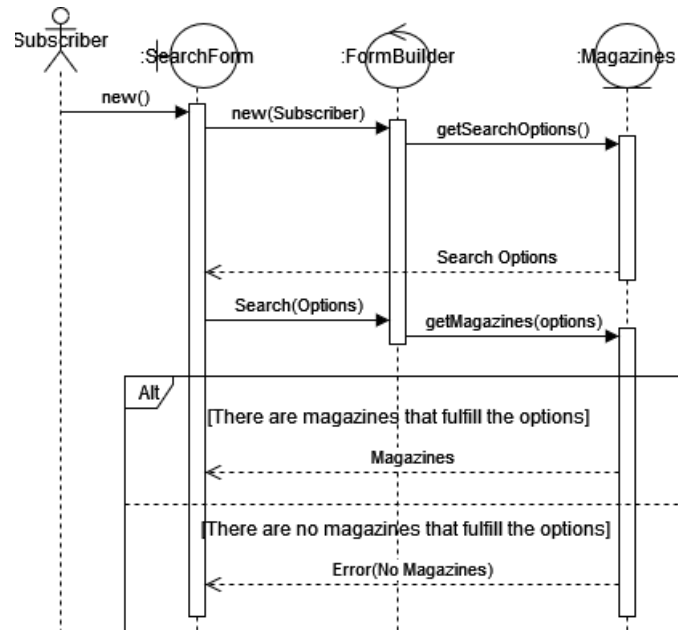 Subscriber
:SearchForm
:FormBuilder
:Magazines
new()
new(Subscriber)
getSearchOptions()
Search Options
Search(Options)
getMagazines(options)
Alt
[There are magazines that fulfill the options]
Magazines
[There are no magazines that fulfill the options]
Error(No Magazines)